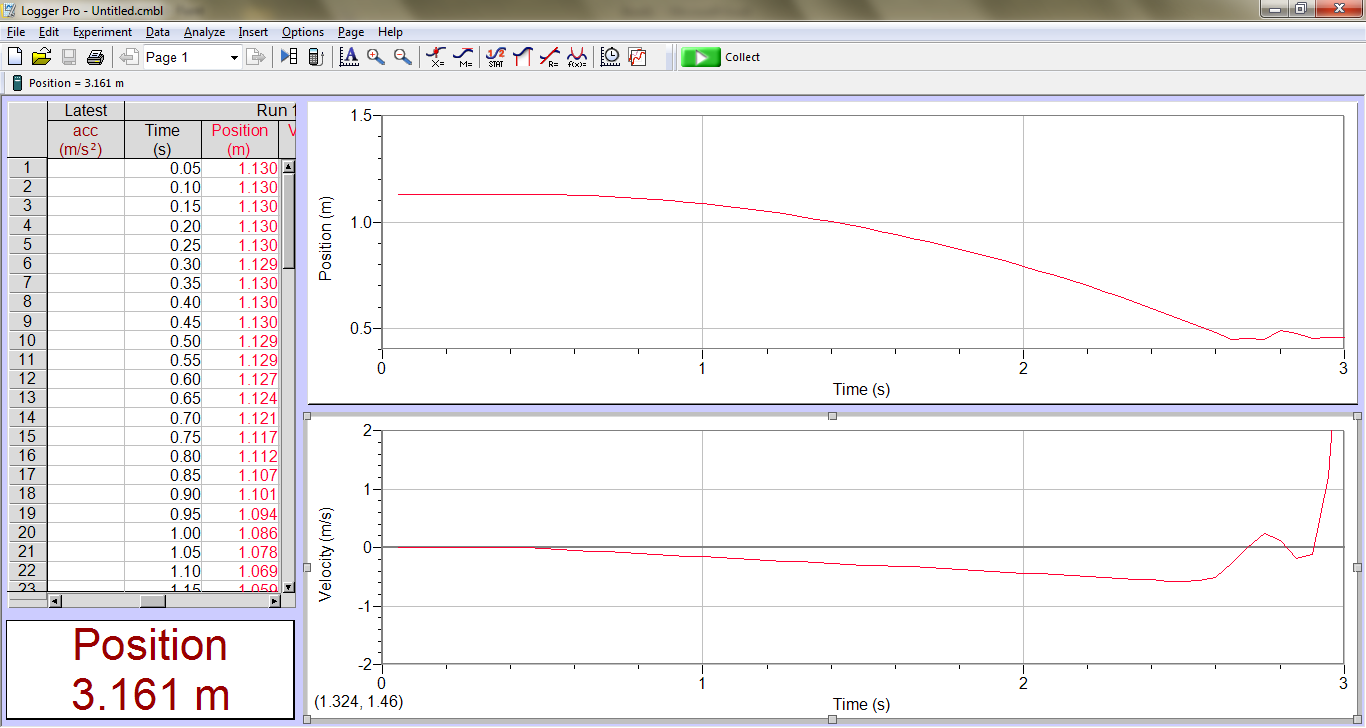 Logger Pro - Untitled.cmbl
File Edit Experiment Data Analyze Insert Options Page Help
Page 1 X= M= 1/2 STAT R= f(x)= Collect
Position = 3.161 m
Latest Run 1
acc Time Position V
(m/s²) (s) (m)
1 0.05 1.130
2 0.10 1.130
3 0.15 1.130
4 0.20 1.130
5 0.25 1.130
6 0.30 1.129
7 0.35 1.130
8 0.40 1.130
9 0.45 1.130
10 0.50 1.129
11 0.55 1.129
12 0.60 1.127
13 0.65 1.124
14 0.70 1.121
15 0.75 1.117
16 0.80 1.112
17 0.85 1.107
18 0.90 1.101
19 0.95 1.094
20 1.00 1.086
21 1.05 1.078
22 1.10 1.069
23 1.15 1.059
Position
3.161 m
1.5
1.0
0.5
Position (m)
0 1 2 3
Time (s)
2
1
0
-1
-2
Velocity (m/s)
0 1 2 3
(1.324, 1.46)
Time (s)